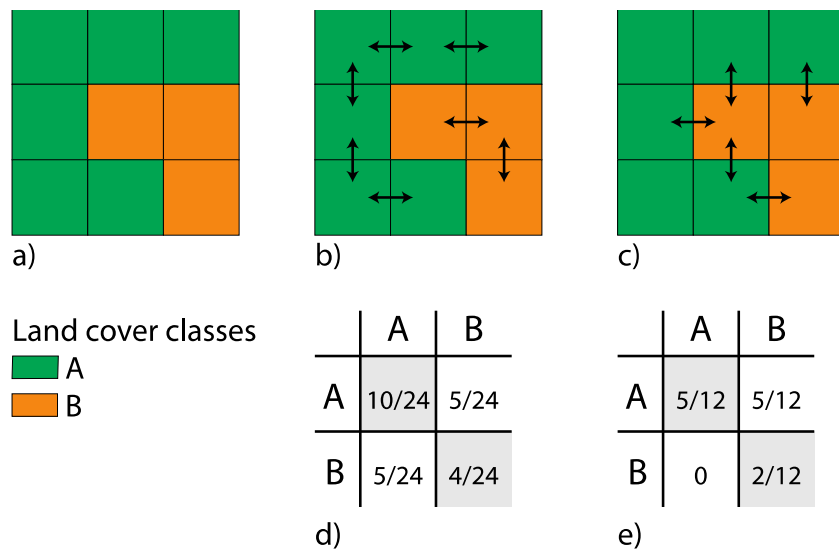 a)
b)
c)
Land cover classes
A
B
A B
A 10/24 5/24
B 5/24 4/24
d)
A B
A 5/12 5/12
B 0 2/12
e)